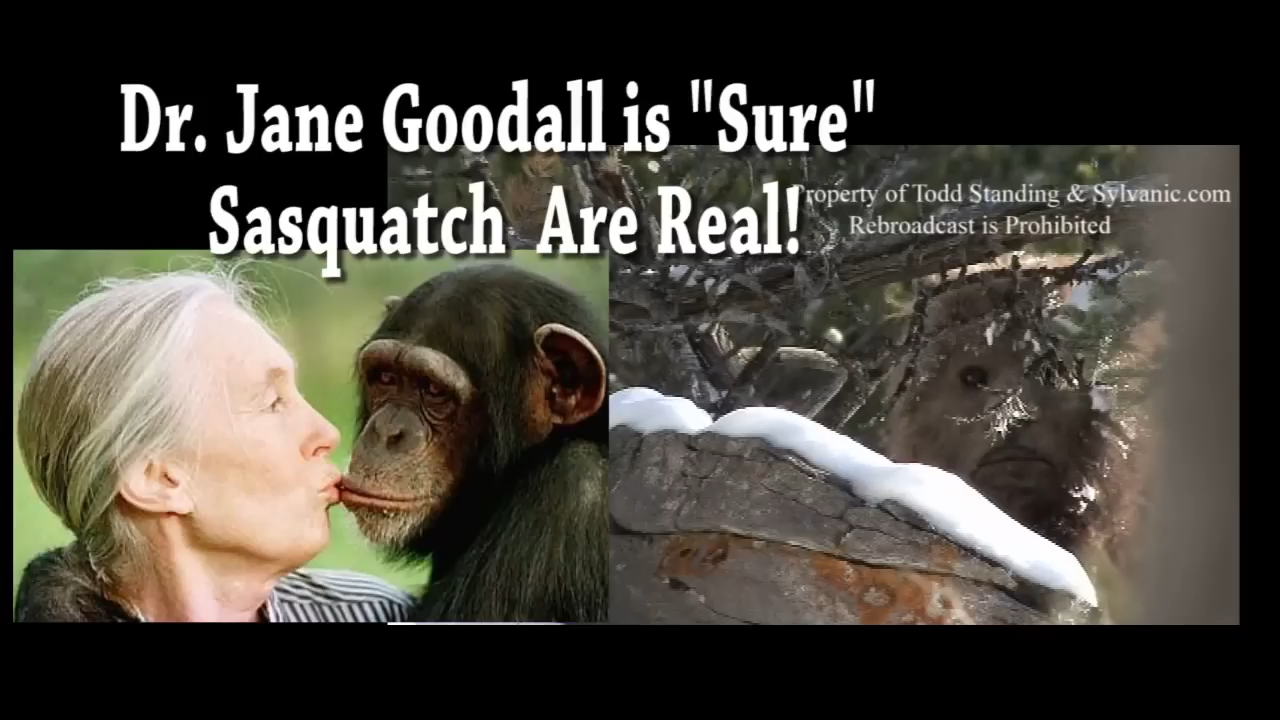 Dr. Jane Goodall is "Sure"
Sasquatch Are Real!
Property of Todd Standing & Sylvanic.com
Rebroadcast is Prohibited